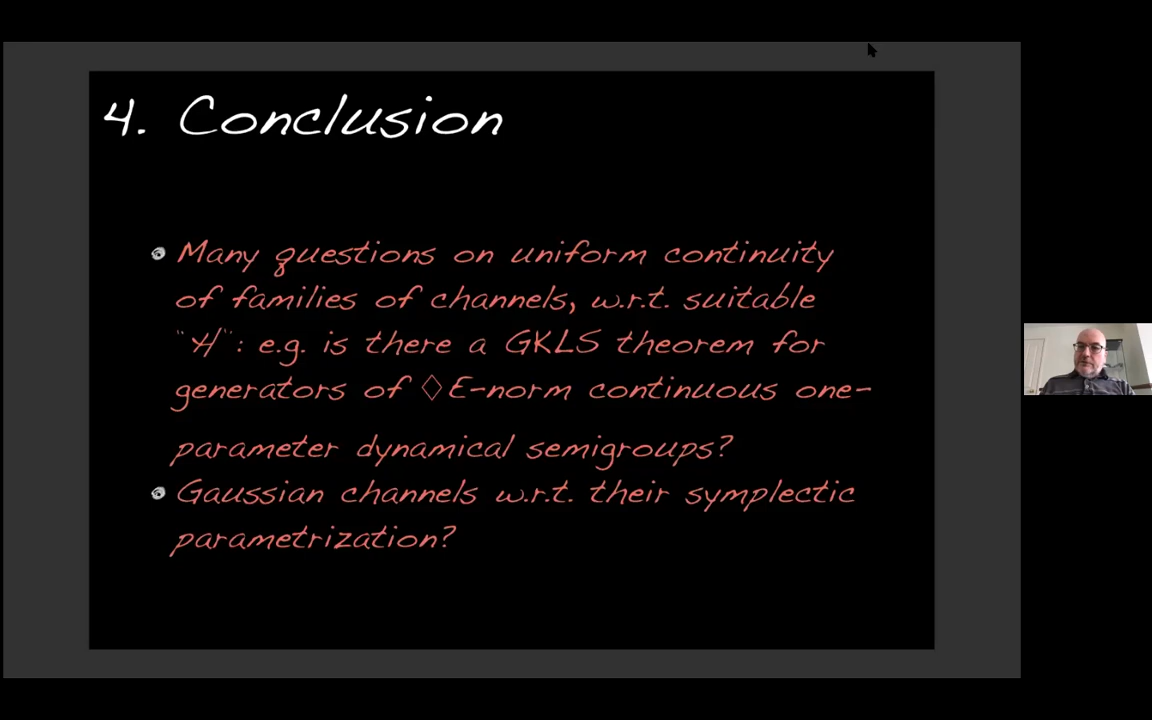 4. Conclusion
Many questions on uniform continuity
of families of channels, w.r.t. suitable
"H": e.g. is there a GKLS theorem for
generators of ◊E-norm continuous one-
parameter dynamical semigroups?
Gaussian channels w.r.t. their symplectic
parametrization?